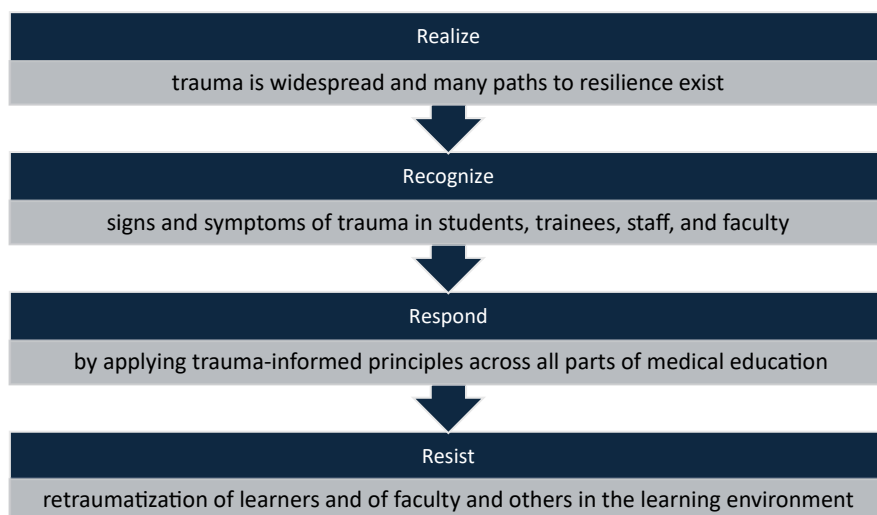 Realize
trauma is widespread and many paths to resilience exist
Recognize
signs and symptoms of trauma in students, trainees, staff, and faculty
Respond
by applying trauma-informed principles across all parts of medical education
Resist
retraumatization of learners and of faculty and others in the learning environment